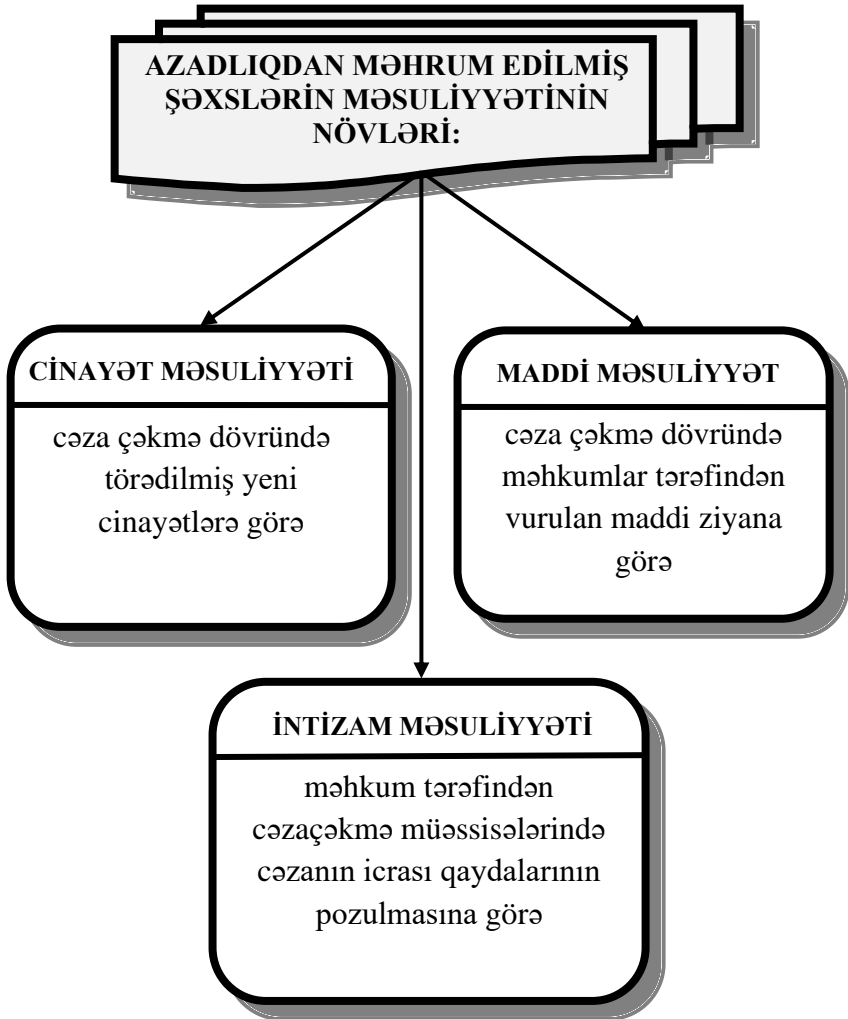 AZADLIQDAN MƏHRUM EDİLMİŞ
ŞƏXSLƏRİN MƏSULİYYƏTİNİN
NÖVLƏRİ:
CİNAYƏT MƏSULİYYƏTİ
cəza çəkmə dövründə
törədilmiş yeni
cinayətlərə görə
MADDİ MƏSULİYYƏT
cəza çəkmə dövründə
məhkumlar tərəfindən
vurulan maddi ziyana
görə
İNTİZAM MƏSULİYYƏTİ
məhkum tərəfindən
cəzaçəkmə müəssisələrində
cəzanın icrası qaydalarının
pozulmasına görə